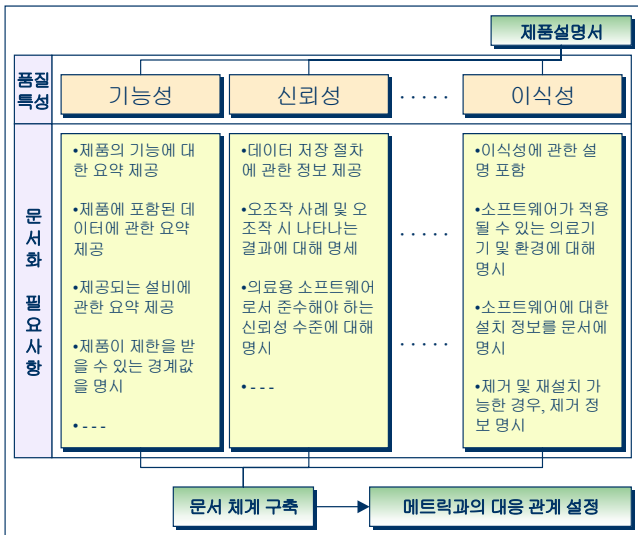 제품설명서
품질
특성
기능성
신뢰성
. . . . .
이식성
문서화 필요사항
•제품의 기능에 대
한 요약 제공
•제품에 포함된 데
이터에 관한 요약
제공
•제공되는 설비에
관한 요약 제공
•제품이 제한을 받
을 수 있는 경계값
을 명시
•- - -
•데이터 저장 절차
에 관한 정보 제공
•오조작 사례 및 오
조작 시 나타나는
결과에 대해 명세
•의료용 소프트웨어
로서 준수해야 하는
신뢰성 수준에 대해
명시
•- - -
. . . . .
. . . . .
•이식성에 관한 설
명 포함
•소프트웨어가 적용
될 수 있는 의료기
기 및 환경에 대해
명시
•소프트웨어에 대한
설치 정보를 문서에
명시
•제거 및 재설치 가
능한 경우, 제거 정
보 명시
문서 체계 구축
메트릭과의 대응 관계 설정